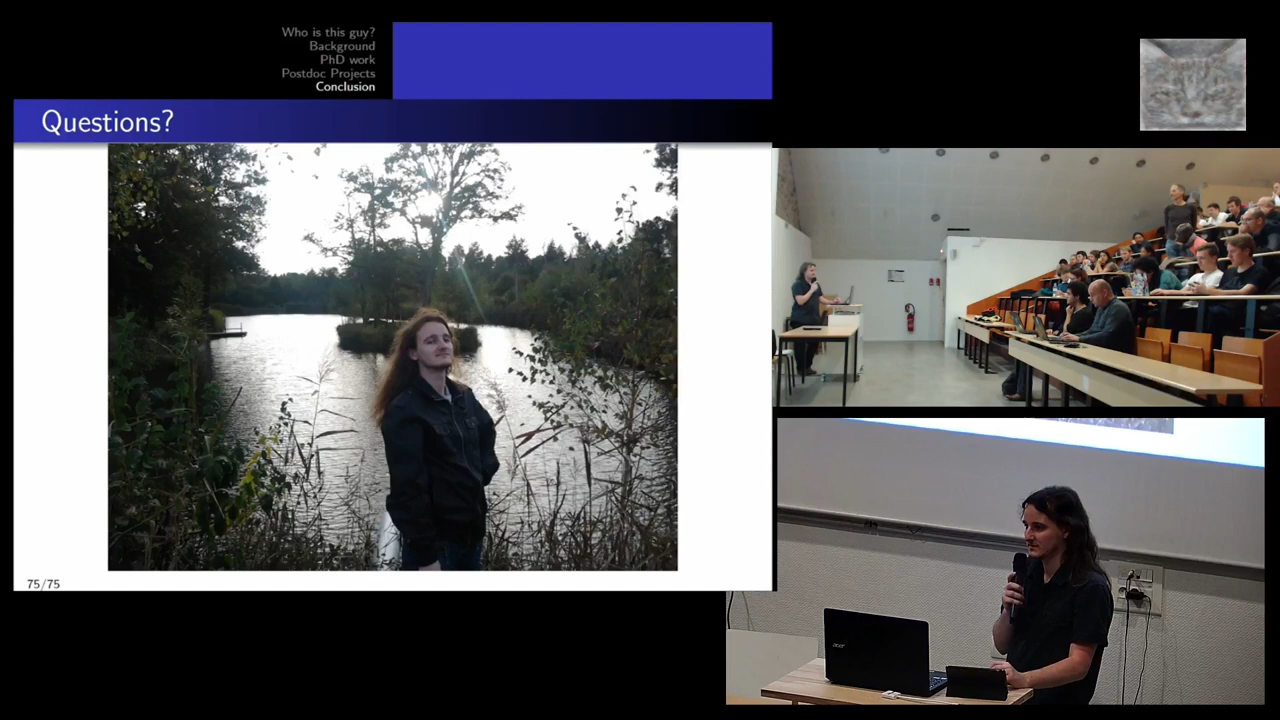 Who is this guy?
Background
PhD work
Postdoc Projects
Conclusion
Questions?
75/75
acer